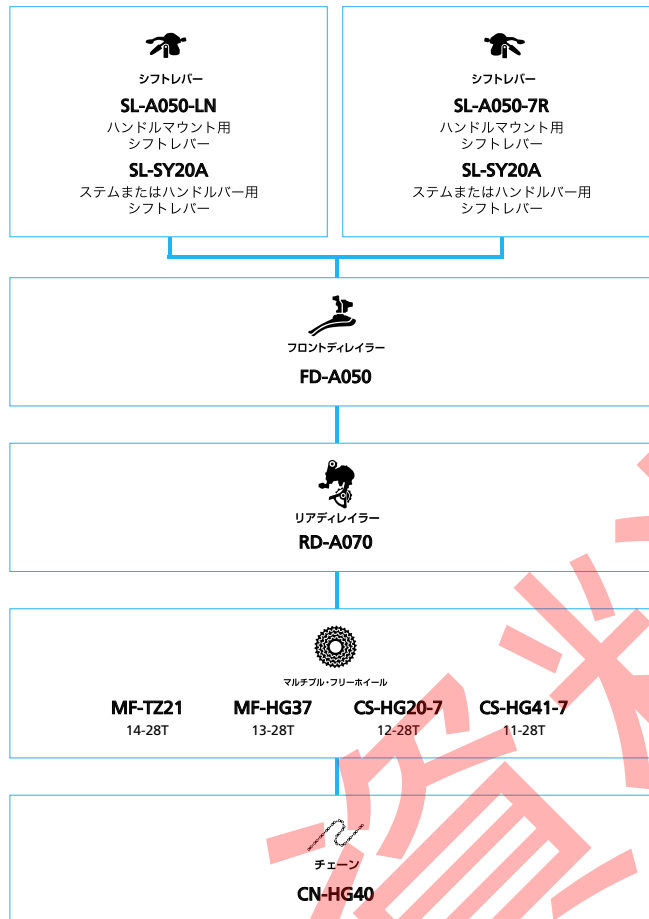 シフトレバー
SL-A050-LN
ハンドルマウント用
シフトレバー
SL-SY20A
ステムまたはハンドルバー用
シフトレバー
シフトレバー
SL-A050-7R
ハンドルマウント用
シフトレバー
SL-SY20A
ステムまたはハンドルバー用
シフトレバー
フロントディレイラー
FD-A050
リアディレイラー
RD-A070
マルチプル・フリーホイール
MF-TZ21 MF-HG37 CS-HG20-7 CS-HG41-7
14-28T 13-28T 12-28T 11-28T
チェーン
CN-HG40
資料